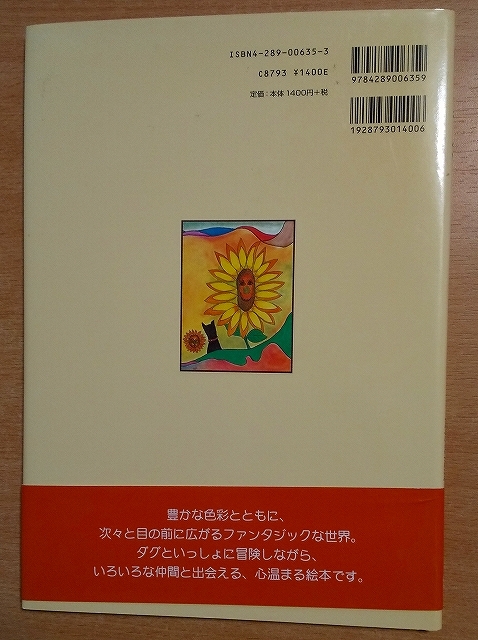 ISBN4-289-00635-3
C8793 ¥1400E
定価：本体1400円+税
9784289006359
1928793014006
豊かな色彩とともに、
次々と目の前に広がるファンタジックな世界。
ダグといっしょに冒険しながら、
いろいろな仲間と出会える、心温まる絵本です。